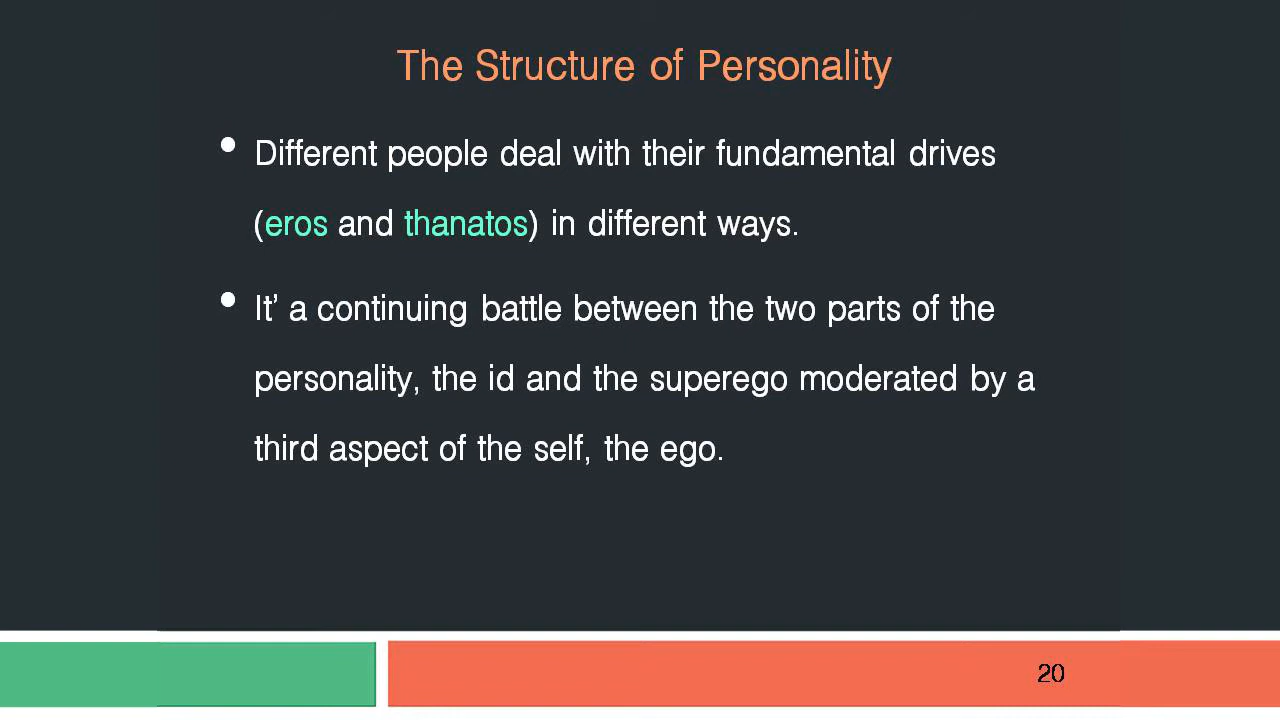 The Structure of Personality
• Different people deal with their fundamental drives
(eros and thanatos) in different ways.
• It’ a continuing battle between the two parts of the
personality, the id and the superego moderated by a
third aspect of the self, the ego.
20